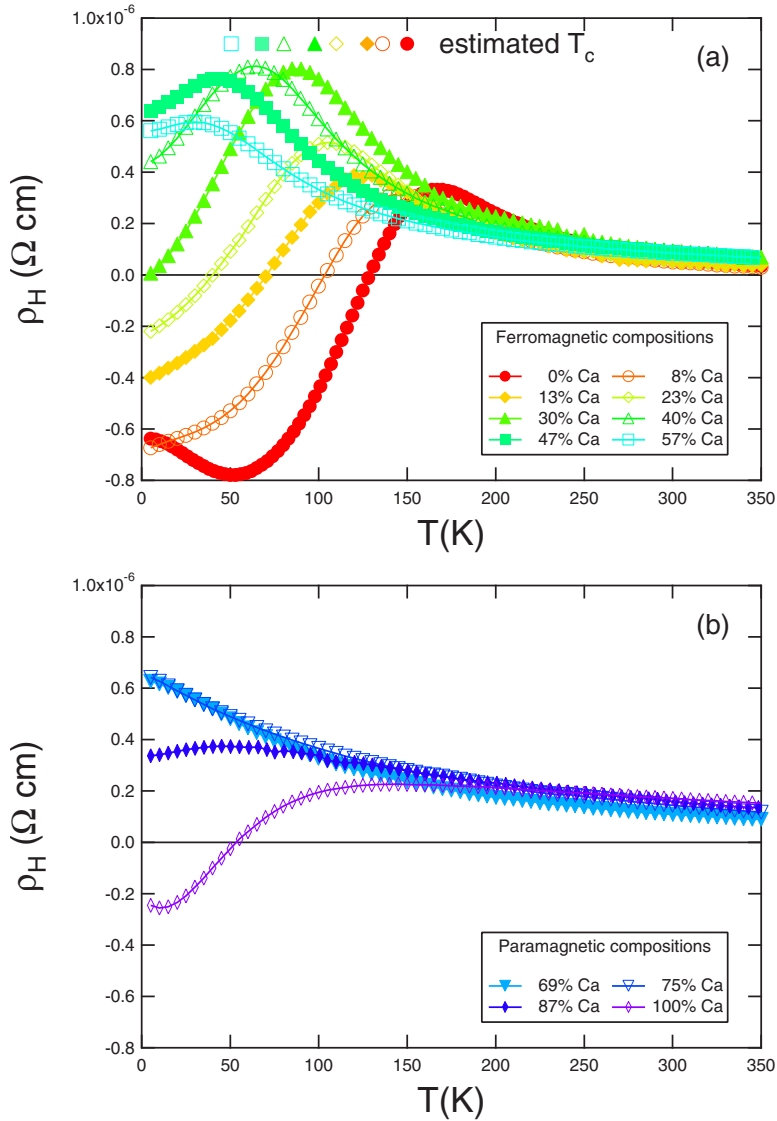 1.0x10⁻⁶
estimated Tc
(a)
0.8
0.6
0.4
0.2
0.0
-0.2
-0.4
-0.6
-0.8
ρH (Ω cm)
Ferromagnetic compositions
0% Ca 8% Ca
13% Ca 23% Ca
30% Ca 40% Ca
47% Ca 57% Ca
0 50 100 150 200 250 300 350
T(K)
1.0x10⁻⁶
(b)
0.8
0.6
0.4
0.2
0.0
-0.2
-0.4
-0.6
-0.8
ρH (Ω cm)
Paramagnetic compositions
69% Ca 75% Ca
87% Ca 100% Ca
0 50 100 150 200 250 300 350
T(K)